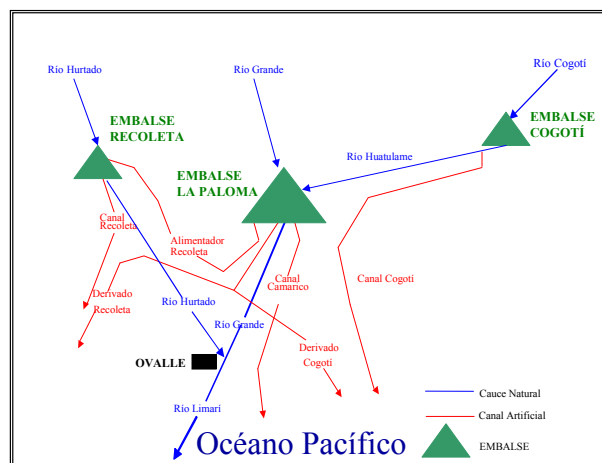 Río Hurtado
Río Grande
Río Cogotí
EMBALSE
RECOLETA
EMBALSE
COGOTÍ
Río Huatulame
EMBALSE
LA PALOMA
Canal
Recoleta
Alimentador
Recoleta
Canal
Camarico
Canal Cogotí
Derivado
Recoleta
Río Hurtado
Río Grande
Derivado
Cogotí
OVALLE
Río Limarí
Océano Pacífico
Cauce Natural
Canal Artificial
EMBALSE